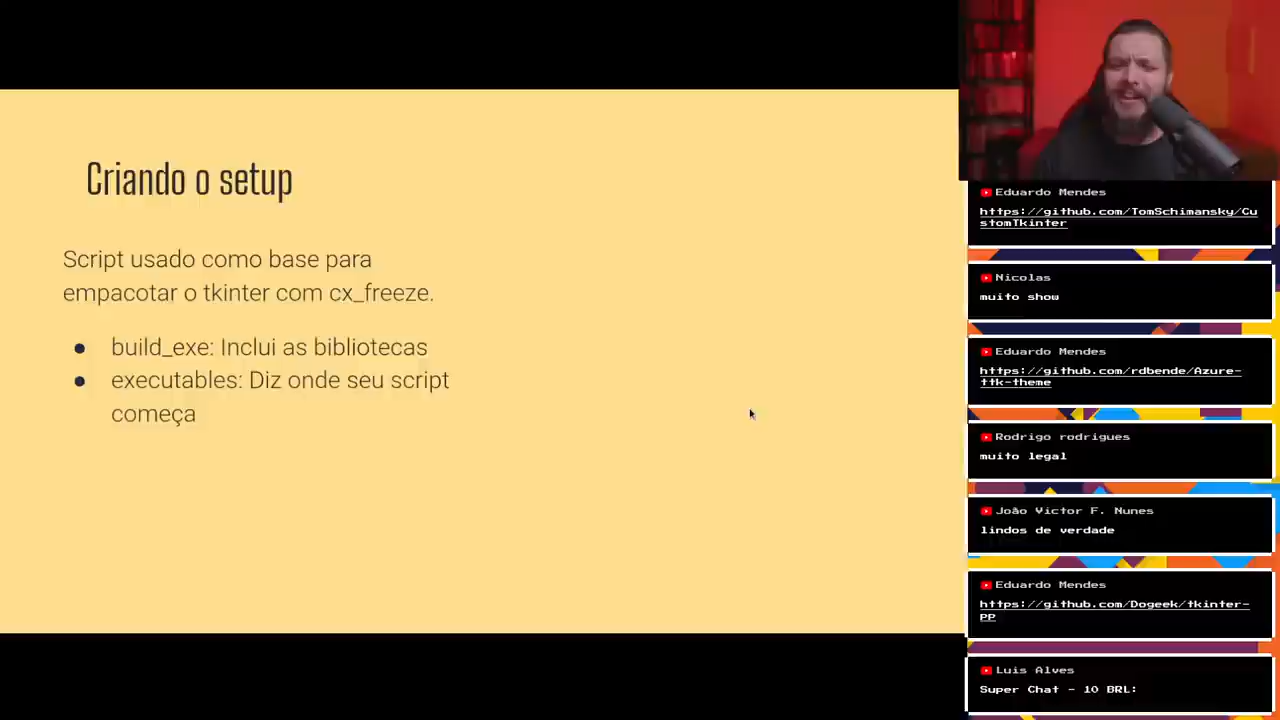 Criando o setup
Script usado como base para
empacotar o tkinter com cx_freeze.
● build_exe: Inclui as bibliotecas
● executables: Diz onde seu script
começa
Eduardo Mendes
https://github.com/TomSchimansky/Cu
stomTkinter
Nicolas
muito show
Eduardo Mendes
https://github.com/rdbende/Azure-
ttk-theme
Rodrigo rodrigues
muito legal
João Victor F. Nunes
lindos de verdade
Eduardo Mendes
https://github.com/Dogeek/tkinter-
pp
Luis Alves
Super Chat - 10 BRL: